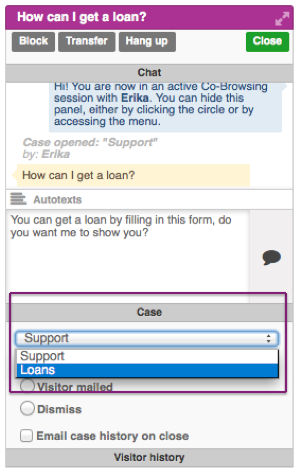 How can I get a loan?
Block Transfer Hang up Close
Chat
Hi! You are now in an active Co-Browsing
session with Erika. You can hide this
panel, either by clicking the circle or by
accessing the menu.
Case opened: "Support"
by: Erika
How can I get a loan?
Autotexts
You can get a loan by filling in this form, do
you want me to show you?
Case
Support
Support
Loans
Visitor mailed
Dismiss
Email case history on close
Visitor history